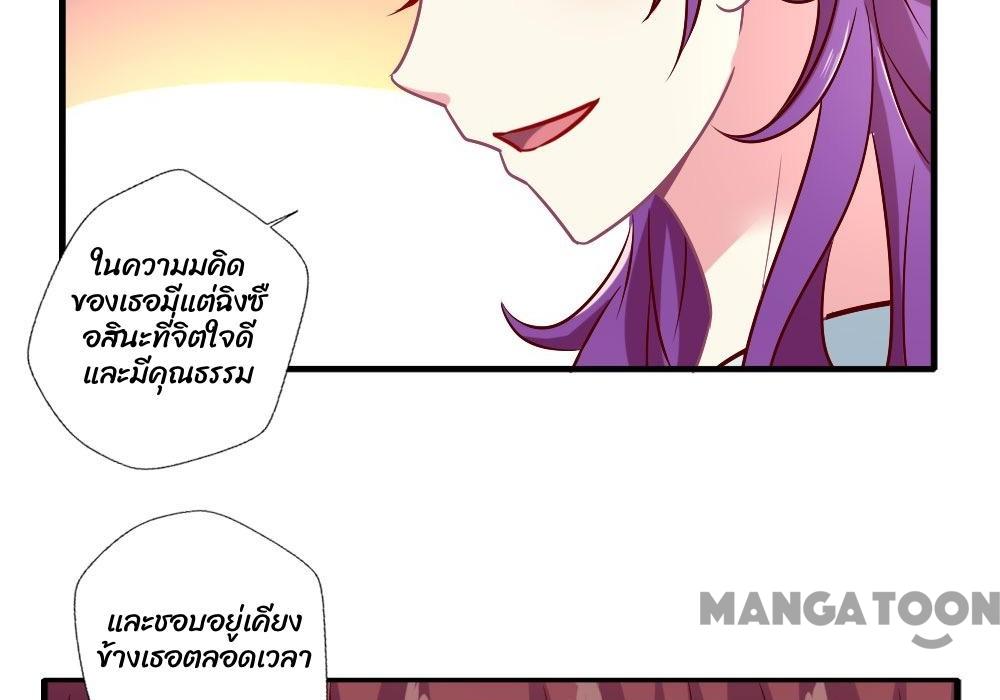 ในความมคิด
ของเธอมีแต่ฉิงซื
อสินะที่จิตใจดี
และมีคุณธรรม
และชอบอยู่เคียง
ข้างเธอตลอดเวลา
MANGATOON